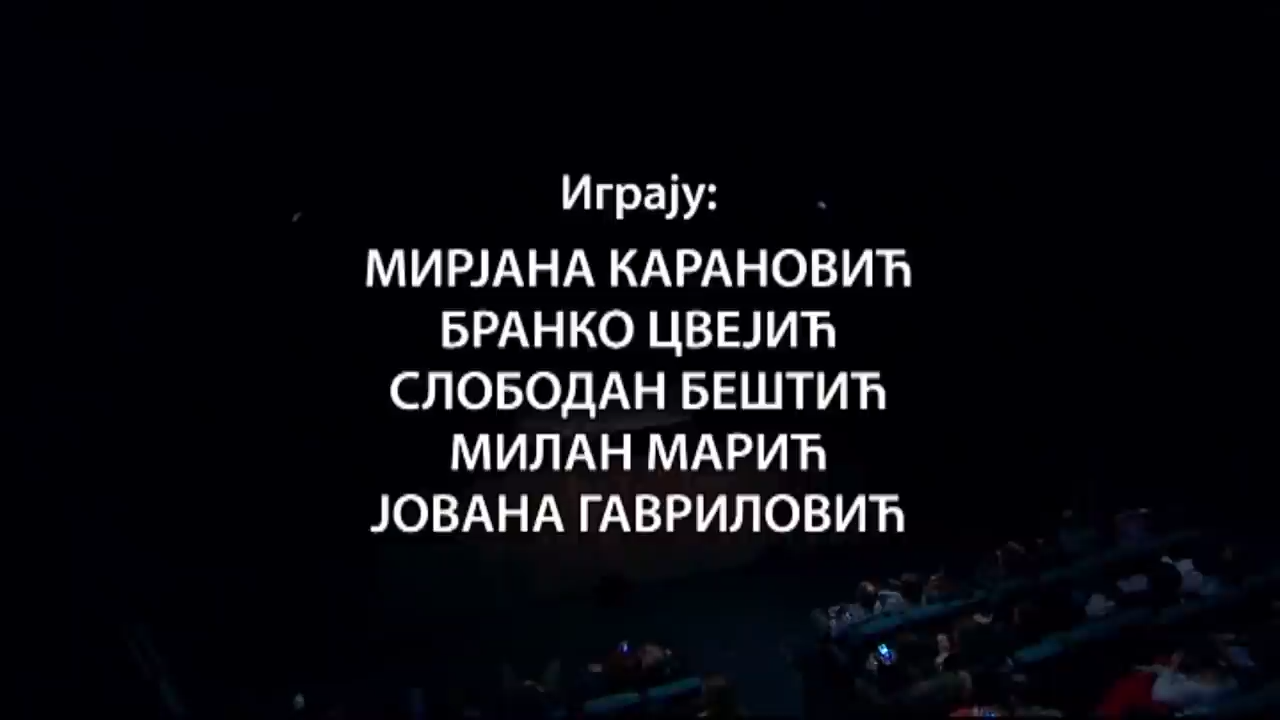 Играју:
МИРЈАНА КАРАНОВИЋ
БРАНКО ЦВЕЈИЋ
СЛОБОДАН БЕШТИЋ
МИЛАН МАРИЋ
ЈОВАНА ГАВРИЛОВИЋ